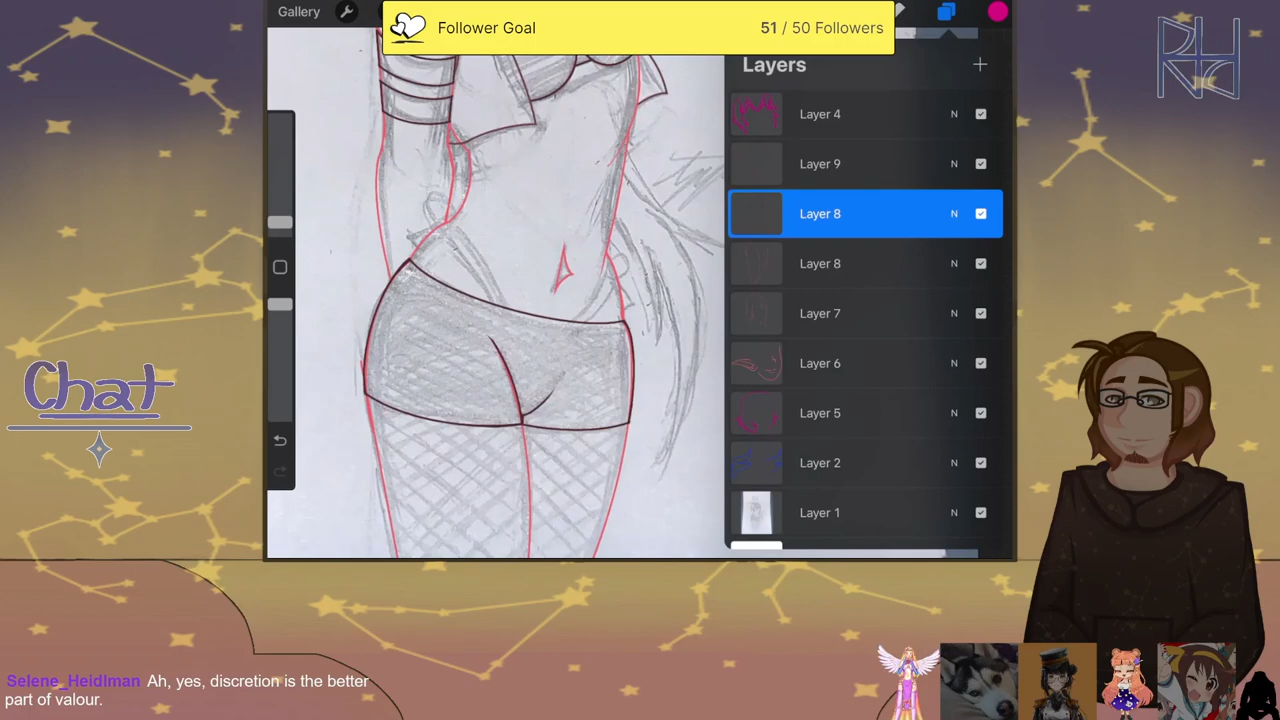 Gallery
Follower Goal 51 / 50 Followers
Layers
Layer 4 N
Layer 9 N
Layer 8 N
Layer 8 N
Layer 7 N
Layer 6 N
Layer 5 N
Layer 2 N
Layer 1 N
Chat
Selene_Heidlman Ah, yes, discretion is the better
part of valour.